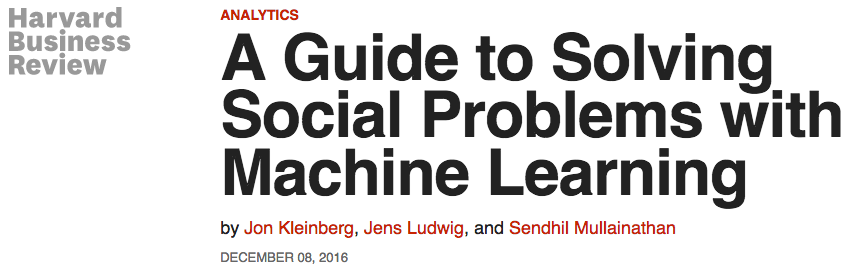 Harvard
Business
Review
ANALYTICS
A Guide to Solving
Social Problems with
Machine Learning
by Jon Kleinberg, Jens Ludwig, and Sendhil Mullainathan
DECEMBER 08, 2016